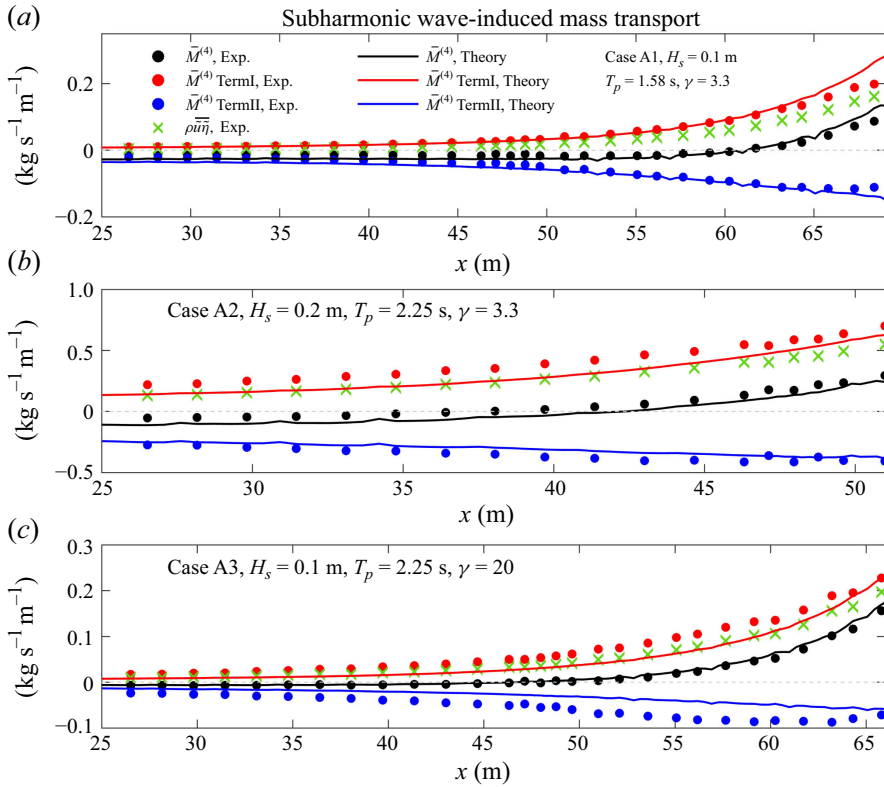 (a) Subharmonic wave-induced mass transport
M̄⁽⁴⁾, Exp. M̄⁽⁴⁾, Theory Case A1, Hₛ = 0.1 m
M̄⁽⁴⁾ TermI, Exp. M̄⁽⁴⁾ TermI, Theory Tₚ = 1.58 s, γ = 3.3
M̄⁽⁴⁾ TermII, Exp. M̄⁽⁴⁾ TermII, Theory
ρū̄η̄, Exp.
(kg s⁻¹ m⁻¹)
0.2
0
−0.2
25 30 35 40 45 50 55 60 65
x (m)
(b)
Case A2, Hₛ = 0.2 m, Tₚ = 2.25 s, γ = 3.3
(kg s⁻¹ m⁻¹)
1.0
0.5
0
−0.5
25 30 35 40 45 50
x (m)
(c)
Case A3, Hₛ = 0.1 m, Tₚ = 2.25 s, γ = 20
(kg s⁻¹ m⁻¹)
0.3
0.2
0.1
0
−0.1
25 30 35 40 45 50 55 60 65
x (m)